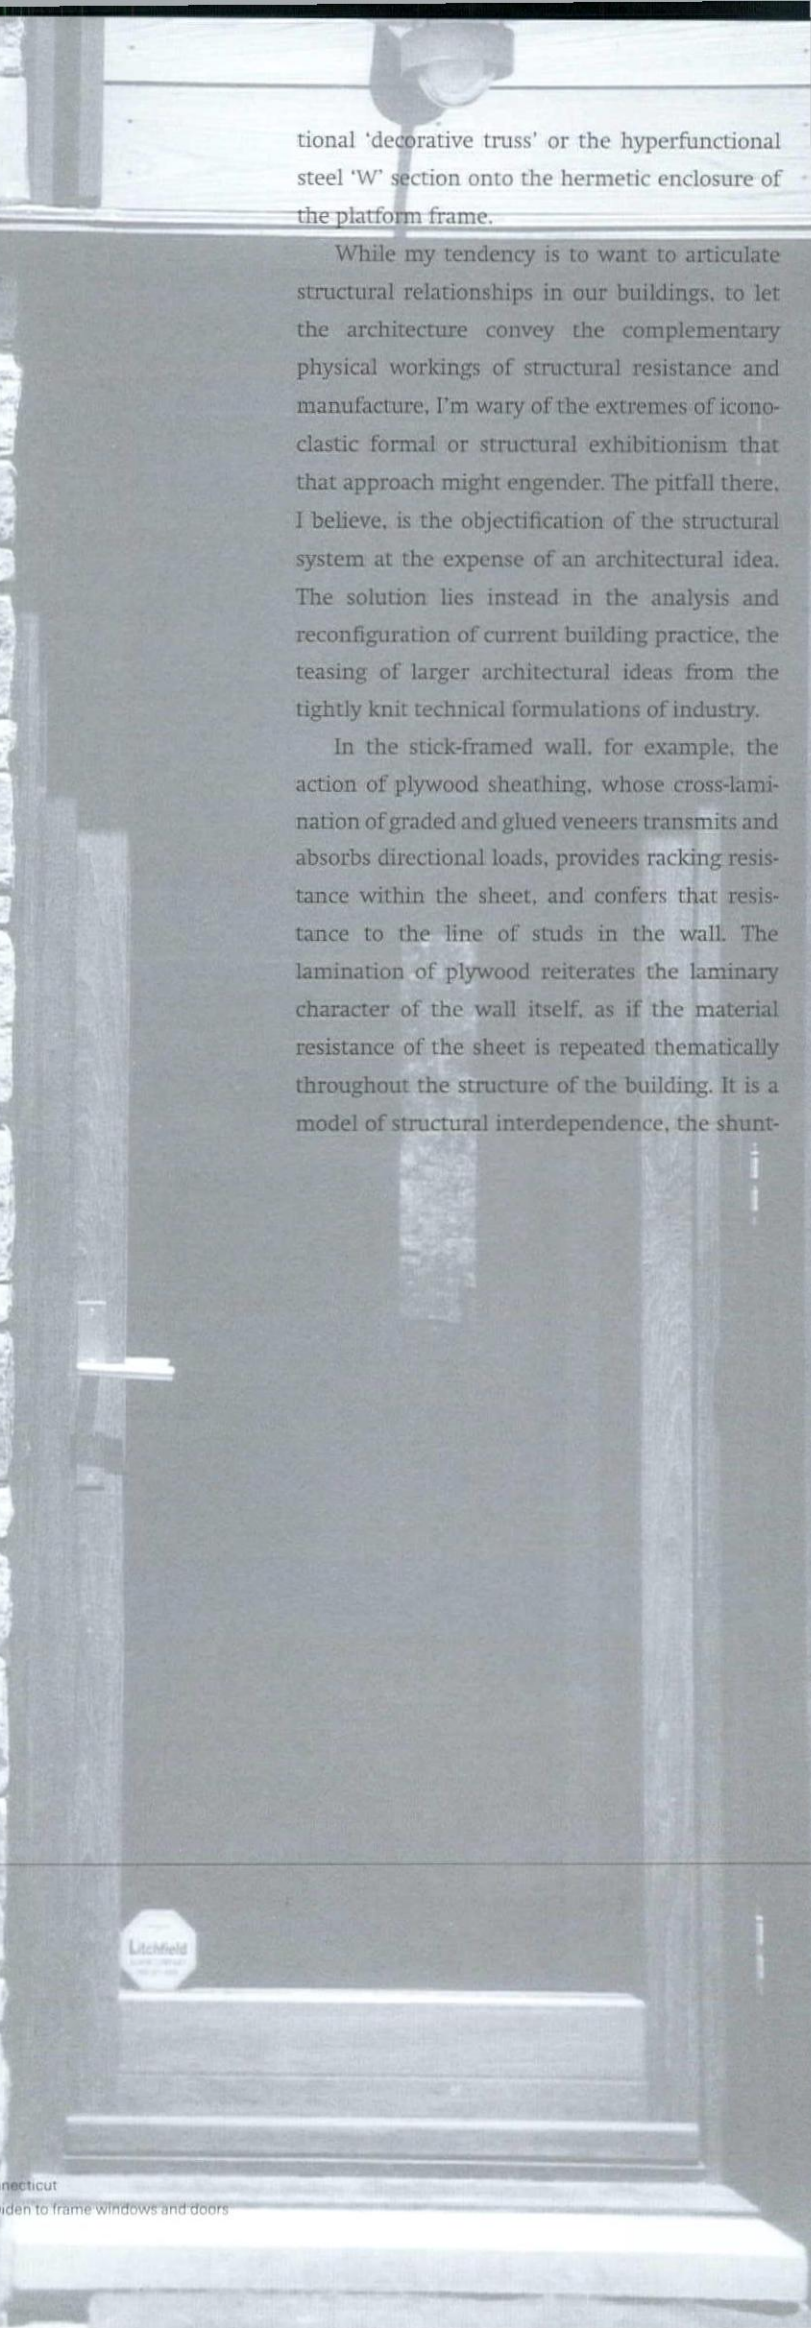 tional ‘decorative truss’ or the hyperfunctional
steel ‘W’ section onto the hermetic enclosure of
the platform frame.
While my tendency is to want to articulate
structural relationships in our buildings, to let
the architecture convey the complementary
physical workings of structural resistance and
manufacture, I'm wary of the extremes of icono-
clastic formal or structural exhibitionism that
that approach might engender. The pitfall there,
I believe, is the objectification of the structural
system at the expense of an architectural idea.
The solution lies instead in the analysis and
reconfiguration of current building practice, the
teasing of larger architectural ideas from the
tightly knit technical formulations of industry.
In the stick-framed wall, for example, the
action of plywood sheathing, whose cross-lami-
nation of graded and glued veneers transmits and
absorbs directional loads, provides racking resis-
tance within the sheet, and confers that resis-
tance to the line of studs in the wall. The
lamination of plywood reiterates the laminary
character of the wall itself, as if the material
resistance of the sheet is repeated thematically
throughout the structure of the building. It is a
model of structural interdependence, the shunt-
Litchfield
necticut
iden to frame windows and doors